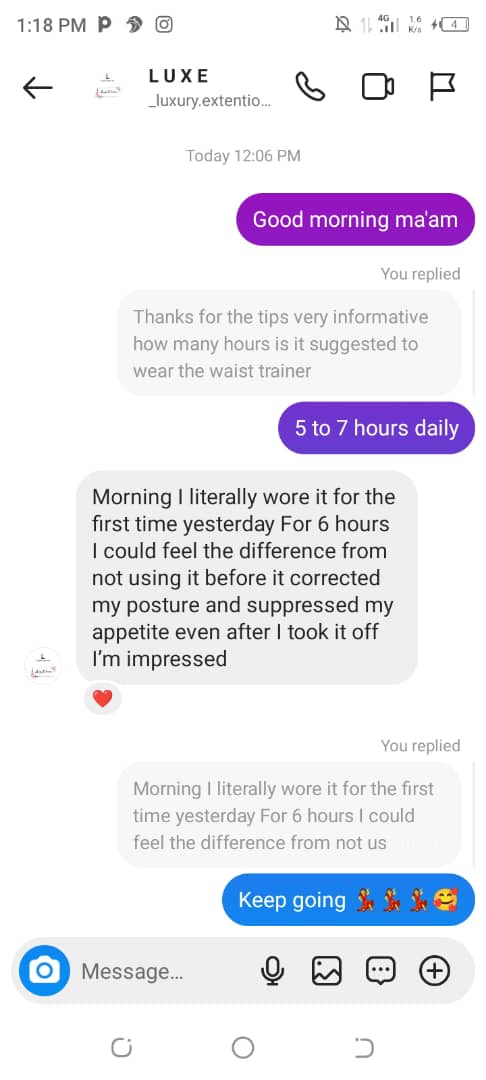 1:18 PM
4G 1.6 K/s 4
LUXE
_luxury.extentio...
Today 12:06 PM
Good morning ma'am
You replied
Thanks for the tips very informative
how many hours is it suggested to
wear the waist trainer
5 to 7 hours daily
Morning I literally wore it for the
first time yesterday For 6 hours
I could feel the difference from
not using it before it corrected
my posture and suppressed my
appetite even after I took it off
I'm impressed
You replied
Morning I literally wore it for the first
time yesterday For 6 hours I could
feel the difference from not us
Keep going 💃💃💃🥰
Message...